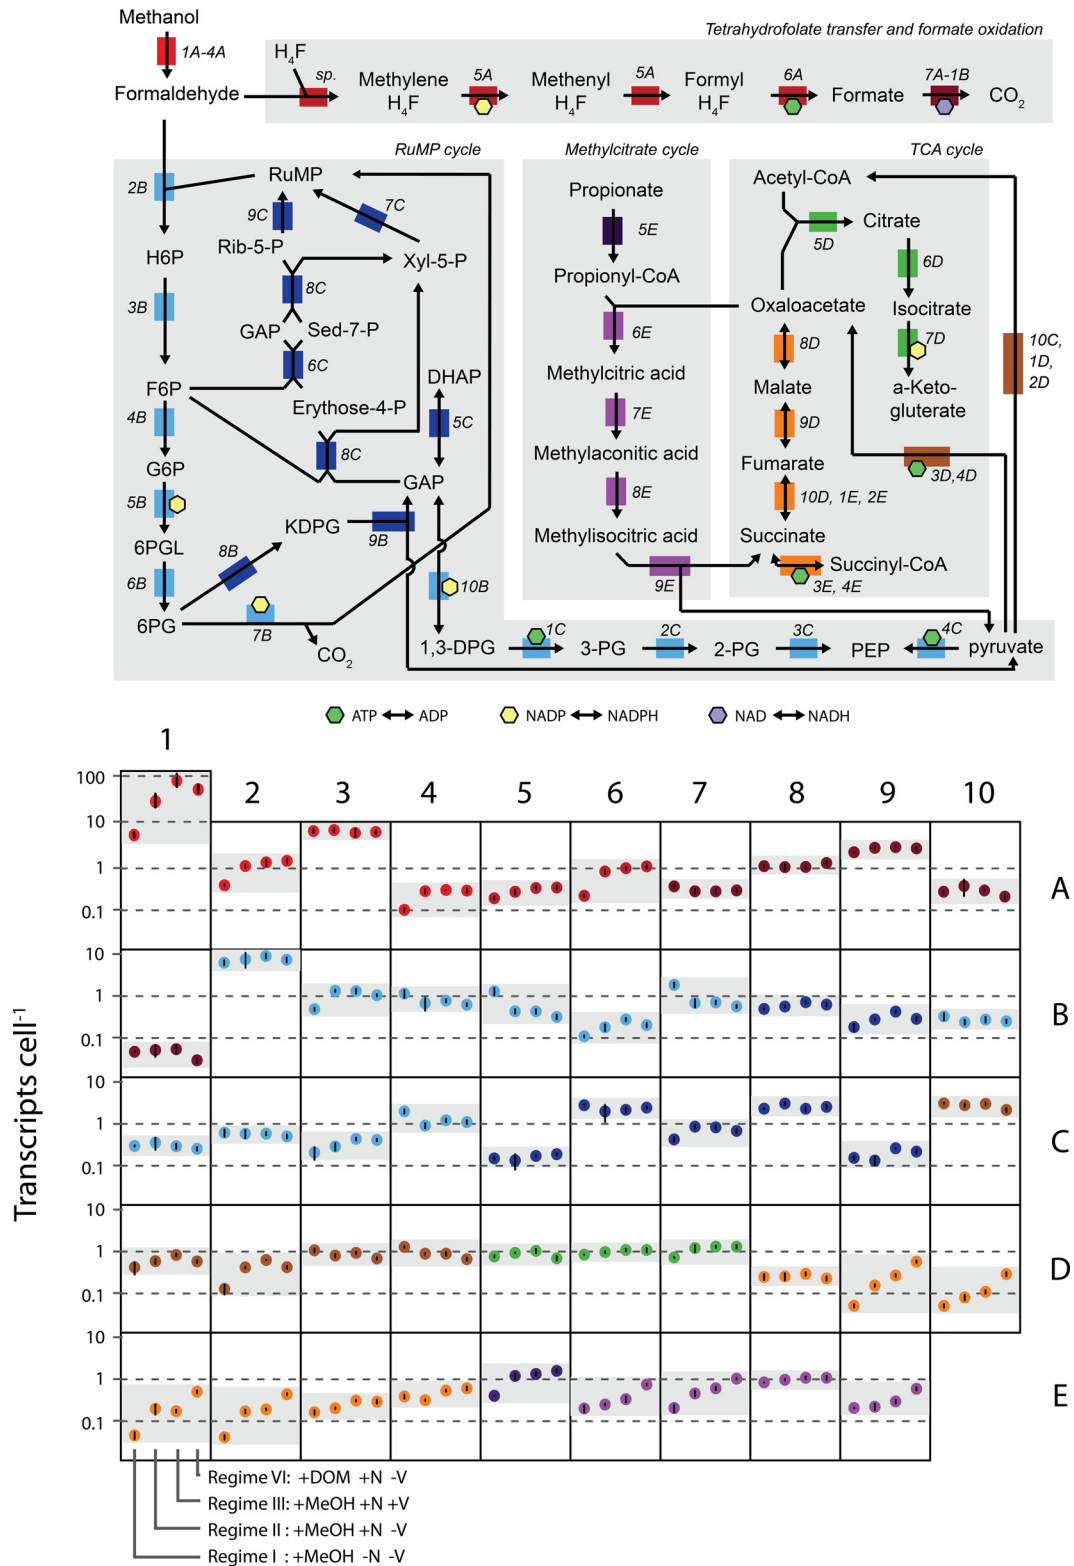 Methanol
1A-4A
Formaldehyde
Tetrahydrofolate transfer and formate oxidation
H4F
sp.
Methylene H4F
5A
Methenyl H4F
5A
Formyl H4F
6A
Formate
7A-1B
CO2
RuMP cycle
2B
RuMP
9C
7C
Rib-5-P
Xyl-5-P
H6P
8C
3B
GAP
Sed-7-P
6C
F6P
DHAP
4B
Erythose-4-P
5C
8C
G6P
GAP
5B
KDPG
9B
6PGL
8B
6B
10B
6PG
7B
CO2
1,3-DPG
1C
3-PG
2C
2-PG
3C
PEP
4C
pyruvate
Methylcitrate cycle
Propionate
5E
Propionyl-CoA
6E
Methylcitric acid
7E
Methylaconitic acid
8E
Methylisocitric acid
9E
TCA cycle
Acetyl-CoA
5D
Citrate
6D
Oxaloacetate
Isocitrate
8D
7D
10C,
1D,
2D
Malate
a-Keto-
gluterate
9D
Fumarate
3D,4D
10D, 1E, 2E
Succinate
Succinyl-CoA
3E, 4E
ATP ADP
NADP NADPH
NAD NADH
1
2 3 4 5 6 7 8 9 10
100
10
1
0.1
A
10
1
0.1
B
10
1
0.1
C
10
1
0.1
D
10
1
0.1
E
Transcripts cell-1
Regime VI: +DOM +N -V
Regime III: +MeOH +N +V
Regime II : +MeOH +N -V
Regime I : +MeOH -N -V